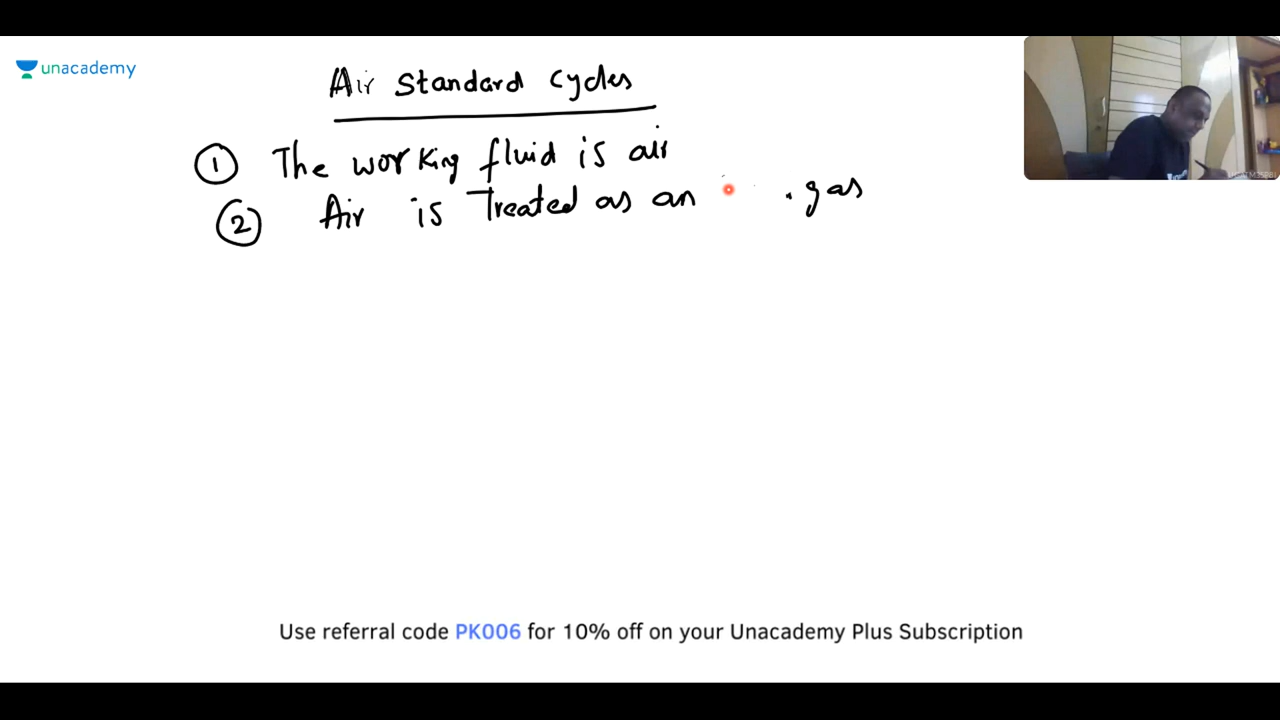 unacademy
Air Standard Cycles
① The working fluid is air
② Air is Treated as an . gas
Use referral code PK006 for 10% off on your Unacademy Plus Subscription